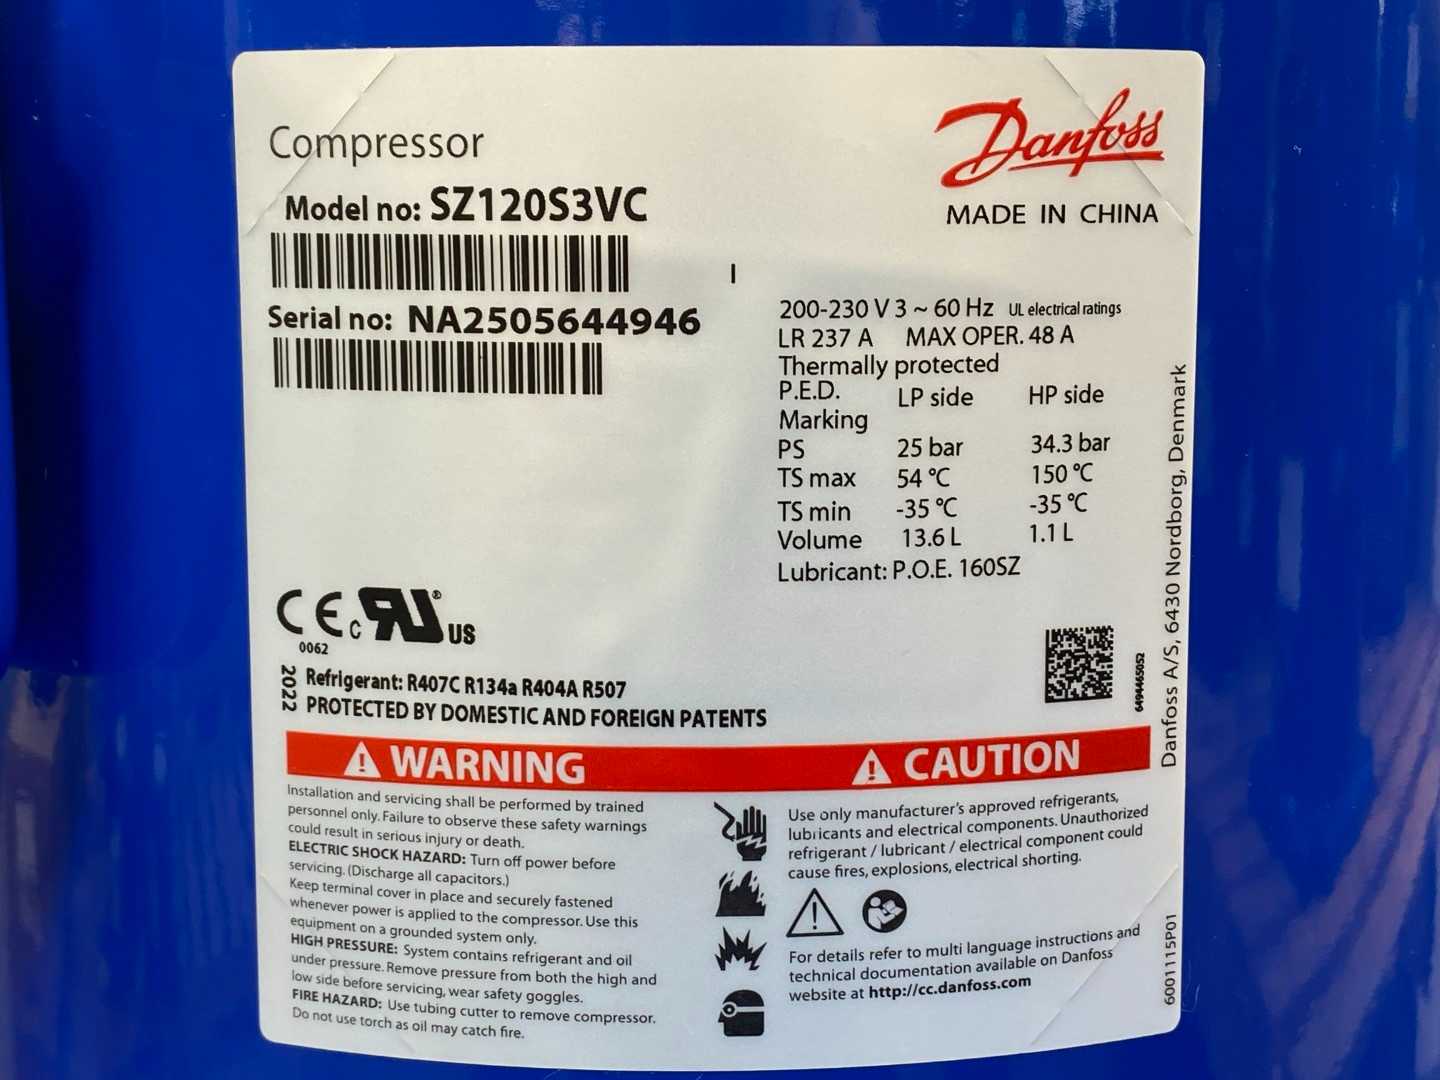 Compressor
Danfoss
MADE IN CHINA
Model no: SZ120S3VC
Serial no: NA2505644946
200-230 V 3 ~ 60 Hz UL electrical ratings
LR 237 A MAX OPER. 48 A
Thermally protected
P.E.D. LP side HP side
Marking
PS 25 bar 34.3 bar
TS max 54 °C 150 °C
TS min -35 °C -35 °C
Volume 13.6 L 1.1 L
Lubricant: P.O.E. 160SZ
CE
0062
c RU ® US
2022
Refrigerant: R407C R134a R404A R507
PROTECTED BY DOMESTIC AND FOREIGN PATENTS
6494465052
Danfoss A/S, 6430 Nordborg, Denmark
WARNING
Installation and servicing shall be performed by trained
personnel only. Failure to observe these safety warnings
could result in serious injury or death.
ELECTRIC SHOCK HAZARD: Turn off power before
servicing. (Discharge all capacitors.)
Keep terminal cover in place and securely fastened
whenever power is applied to the compressor. Use this
equipment on a grounded system only.
HIGH PRESSURE: System contains refrigerant and oil
under pressure. Remove pressure from both the high and
low side before servicing, wear safety goggles.
FIRE HAZARD: Use tubing cutter to remove compressor.
Do not use torch as oil may catch fire.
CAUTION
Use only manufacturer's approved refrigerants,
lubricants and electrical components. Unauthorized
refrigerant / lubricant / electrical component could
cause fires, explosions, electrical shorting.
For details refer to multi language instructions and
technical documentation available on Danfoss
website at http://cc.danfoss.com
6001115P01